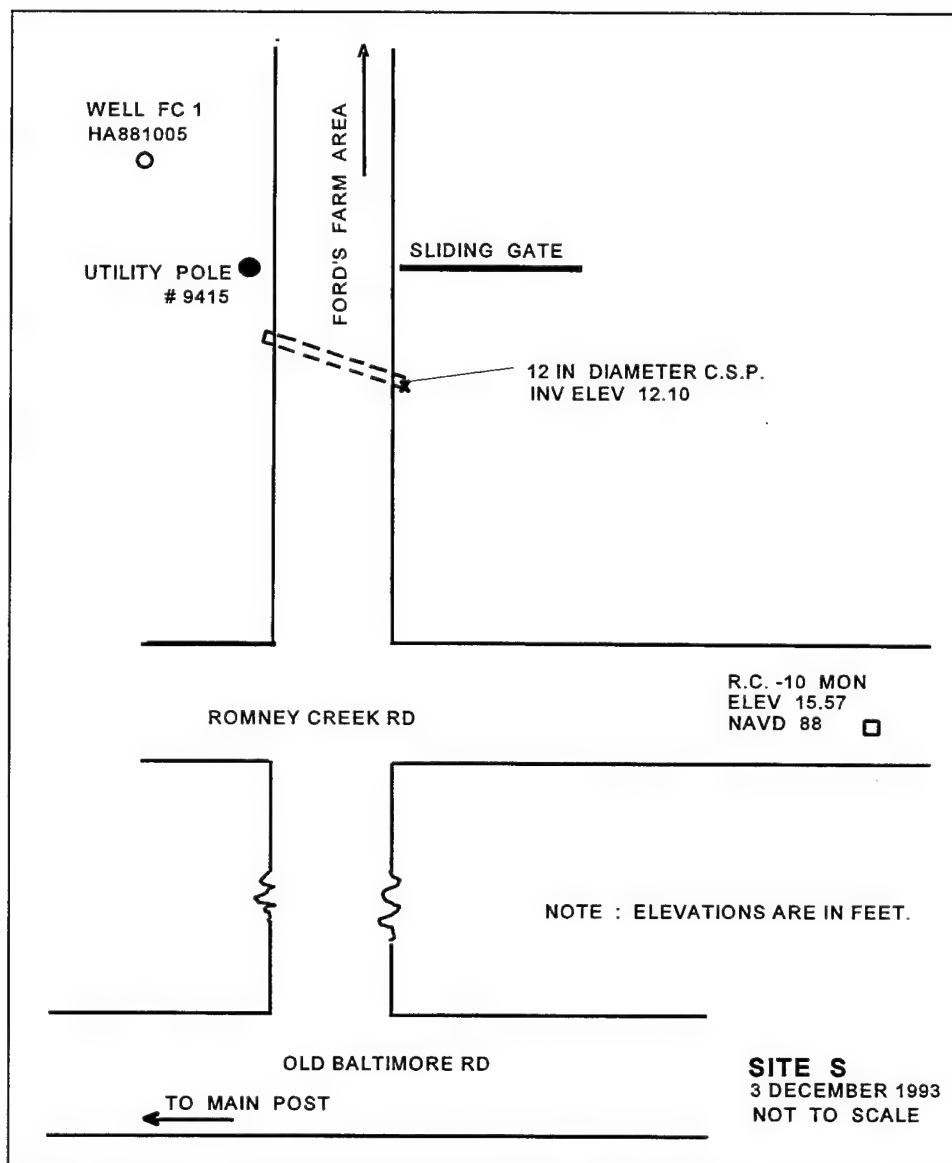 WELL FC 1
HA881005
FORD'S FARM AREA
SLIDING GATE
UTILITY POLE
# 9415
12 IN DIAMETER C.S.P.
INV ELEV 12.10
R.C. -10 MON
ELEV 15.57
NAVD 88
ROMNEY CREEK RD
NOTE : ELEVATIONS ARE IN FEET.
OLD BALTIMORE RD
TO MAIN POST
SITE S
3 DECEMBER 1993
NOT TO SCALE